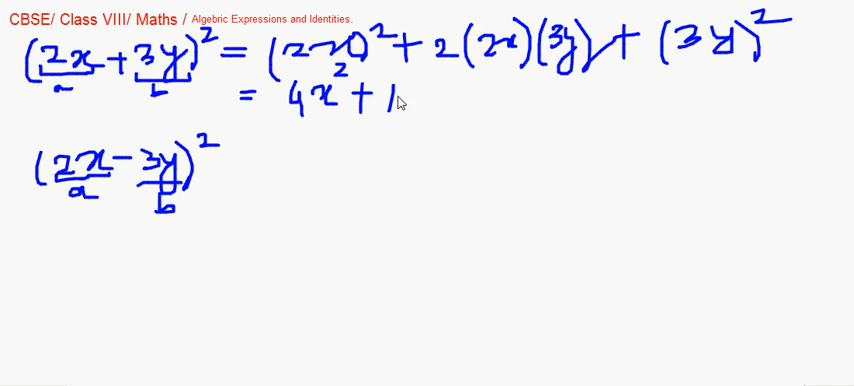 CBSE/ Class VIII/ Maths / Algebraic Expressions and Identities.
(2x + 3y)² = (2x)² + 2(2x)(3y) + (3y)²
a b
= 4x² + 1
(2x - 3y)²
a b